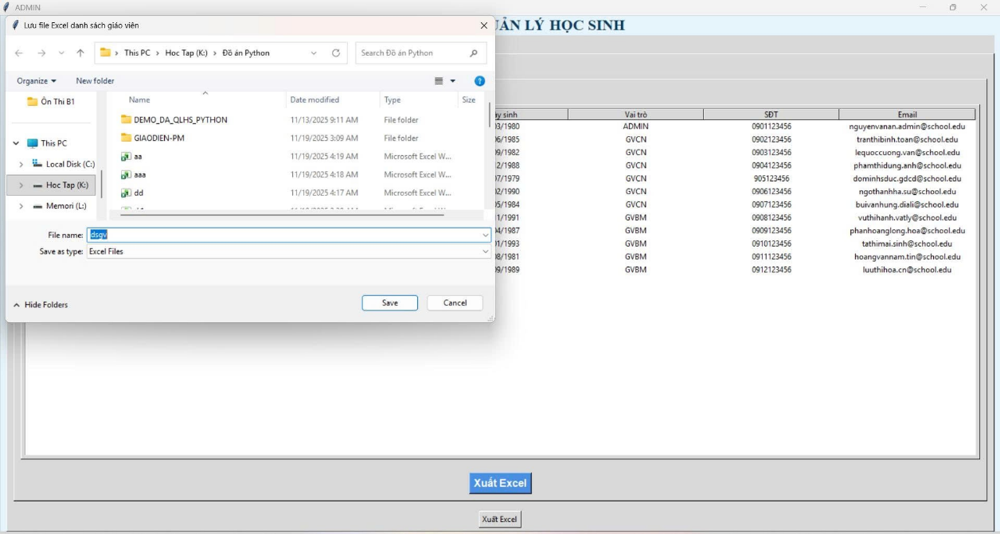 ADMIN
Lưu file Excel danh sách giáo viên
ẢN LÝ HỌC SINH
This PC > Hoc Tap (K:) > Đồ án Python
Search Đồ án Python
Organize
New folder
Ôn Thi B1
This PC
Local Disk (C:)
Hoc Tap (K:)
Memori (L:)
Name Date modified Type Size
DEMO_DA_QLHS_PYTHON 11/13/2025 9:11 AM File folder
GIAODIEN-PM 11/19/2025 3:09 AM File folder
aa 11/19/2025 4:19 AM Microsoft Excel W...
aaa 11/19/2025 4:18 AM Microsoft Excel W...
dd 11/19/2025 4:17 AM Microsoft Excel W...
File name: dsgv
Save as type: Excel Files
Hide Folders
Save
Cancel
ày sinh Vai trò SĐT Email
03/1980 ADMIN 0901123456 nguyenvanan.admin@school.edu
06/1985 GVCN 0902123456 tranthibinh.toan@school.edu
09/1982 GVCN 0903123456 lequoccuong.van@school.edu
2/1988 GVCN 0904123456 phamthidung.anh@school.edu
07/1979 GVCN 905123456 dominhsduc.gdcd@school.edu
02/1990 GVCN 0906123456 ngothanhha.su@school.edu
05/1984 GVCN 0907123456 buivanhung.diali@school.edu
1/1991 GVBM 0908123456 vuthihanh.vatly@school.edu
04/1987 GVBM 0909123456 phanhoanglong.hoa@school.edu
01/1993 GVBM 0910123456 tathimai.sinh@school.edu
08/1981 GVBM 0911123456 hoangvannam.tin@school.edu
09/1989 GVBM 0912123456 luuthihoa.cn@school.edu
Xuất Excel
Xuất Excel